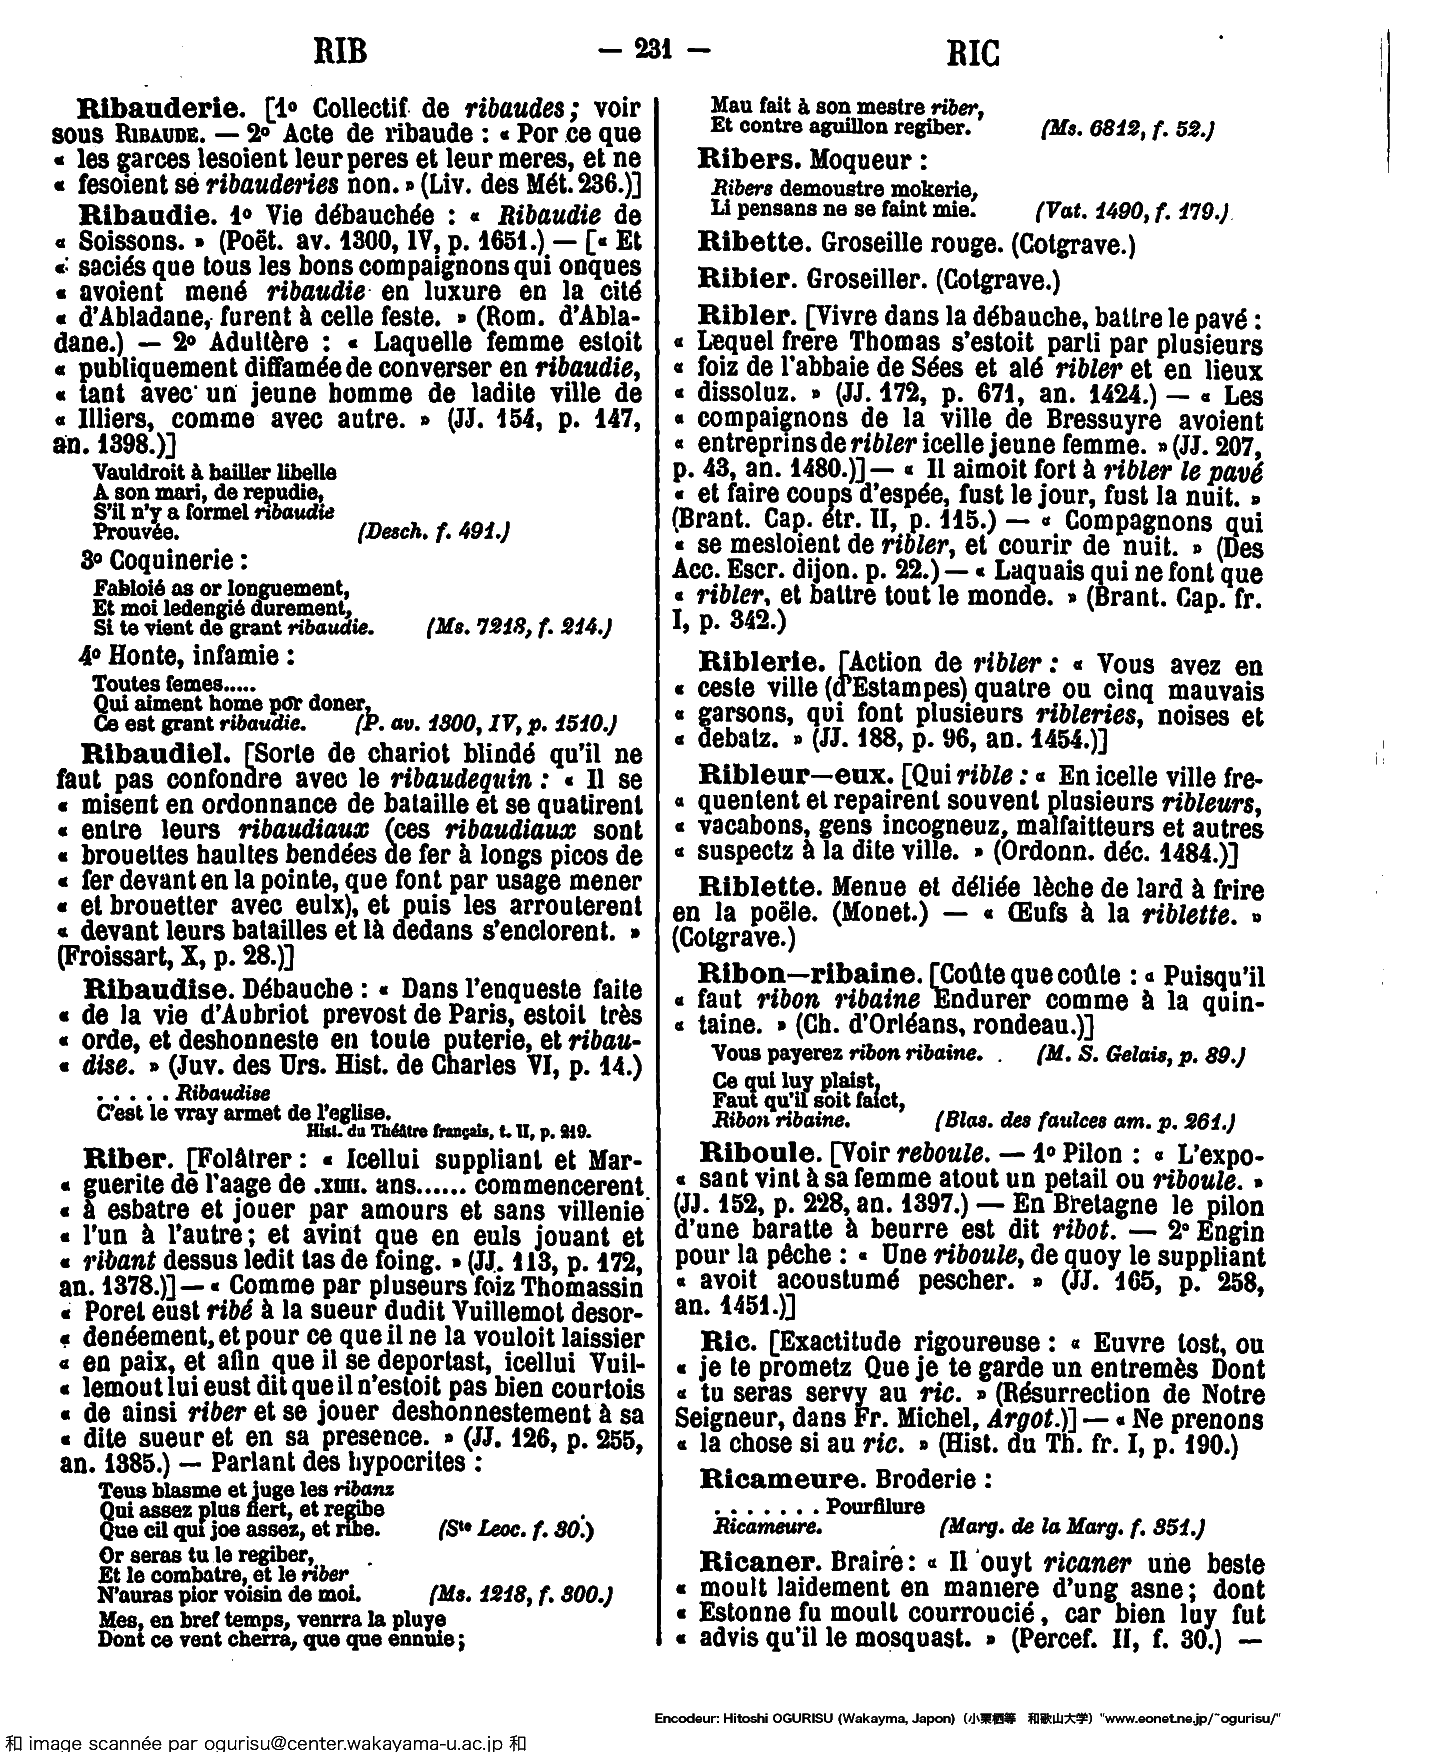 RIB — 231 — RIC
Ribauderie. [1º Collectif de ribaudes; voir
sous RIBAUDE. — 2º Acte de ribaude : « Por ce que
« les garces lesoient leur peres et leur meres, et ne
« fesoient se ribauderies non. » (Liv. des Mét. 236.)]
Ribaudie. 1º Vie débauchée : « Ribaudie de
« Soissons. » (Poët. av. 1300, IV, p. 1651.) — [« Et
« saciés que tous les bons compaignons qui onques
« avoient mené ribaudie en luxure en la cité
« d'Abladane, furent à celle feste. » (Rom. d'Abla-
dane.) — 2º Adultère : « Laquelle femme estoit
« publiquement diffamée de converser en ribaudie,
« tant avec un jeune homme de ladite ville de
« Illiers, comme avec autre. » (JJ. 154, p. 147,
an. 1398.)]
Vauldroit à bailler libelle
A son mari, de repudie,
S'il n'y a formel ribaudie
Prouvée. (Desch. f. 491.)
3º Coquinerie :
Fabloié as or longuement,
Et moi ledengié durement,
Si te vient de grant ribaudie. (Ms. 7218, f. 214.)
4º Honte, infamie :
Toutes femes.....
Qui aiment home por doner,
Ce est grant ribaudie. (P. av. 1300, IV, p. 1510.)
Ribaudiel. [Sorte de chariot blindé qu'il ne
faut pas confondre avec le ribaudequin : « Il se
« misent en ordonnance de bataille et se quatirent
« entre leurs ribaudiaux (ces ribaudiaux sont
« brouettes haultes bendées de fer à longs picos de
« fer devant en la pointe, que font par usage mener
« et brouetter avec eulx), et puis les arrouterent
« devant leurs batailles et là dedans s'enclorent. »
(Froissart, X, p. 28.)]
Ribaudise. Débauche : « Dans l'enqueste faite
« de la vie d'Aubriot prevost de Paris, estoit très
« orde, et deshonneste en toute puterie, et ribau-
« dise. » (Juv. des Urs. Hist. de Charles VI, p. 14.)
. . . . . Ribaudise
C'est le vray armet de l'eglise.
Hist. du Théâtre français, t. II, p. 219.
Riber. [Folâtrer : « Icellui suppliant et Mar-
« guerite de l'aage de .XIIII. ans...... commencerent
« à esbatre et jouer par amours et sans villenie
« l'un à l'autre; et avint que en euls jouant et
« ribant dessus ledit tas de foing. » (JJ. 113, p. 172,
an. 1378.)] — « Comme par pluseurs foiz Thomassin
« Poret eust ribé à la sueur dudit Vuillemot desor-
« denéement, et pour ce que il ne la vouloit laissier
« en paix, et afin que il se deportast, icellui Vuil-
« lemout lui eust dit que il n'estoit pas bien courtois
« de ainsi riber et se jouer deshonnestement à sa
« dite sueur et en sa presence. » (JJ. 126, p. 255,
an. 1385.) — Parlant des hypocrites :
Teus blasme et juge les ribanz
Qui assez plus fiert, et regibe
Que cil qui joe assez, et ribe. (Ste Leoc. f. 30.)
Or seras tu le regiber,
Et le combatre, et le riber
N'auras pior voisin de moi. (Ms. 1218, f. 300.)
Mes, en bref temps, venrra la pluye
Dont ce vent cherra, que que ennuie;
Mau fait à son mestre riber,
Et contre aguillon regiber. (Ms. 6812, f. 52.)
Ribers. Moqueur :
Ribers demoustre mokerie,
Li pensans ne se faint mie. (Vat. 1490, f. 179.)
Ribette. Groseille rouge. (Cotgrave.)
Ribier. Groseiller. (Cotgrave.)
Ribler. [Vivre dans la débauche, battre le pavé :
« Lequel frere Thomas s'estoit parti par plusieurs
« foiz de l'abbaie de Sées et alé ribler et en lieux
« dissoluz. » (JJ. 172, p. 671, an. 1424.) — « Les
« compaignons de la ville de Bressuyre avoient
« entreprins de ribler icelle jeune femme. » (JJ. 207,
p. 43, an. 1480.)] — « Il aimoit fort à ribler le pavé
« et faire coups d'espée, fust le jour, fust la nuit. »
(Brant. Cap. étr. II, p. 115.) — « Compagnons qui
« se mesloient de ribler, et courir de nuit. » (Des
Acc. Escr. dijon. p. 22.) — « Laquais qui ne font que
« ribler, et battre tout le monde. » (Brant. Cap. fr.
I, p. 342.)
Riblerie. [Action de ribler : « Vous avez en
« ceste ville (d'Estampes) quatre ou cinq mauvais
« garsons, qui font plusieurs ribleries, noises et
« debatz. » (JJ. 188, p. 96, an. 1454.)]
Ribleur—eux. [Qui rible : « En icelle ville fre-
« quentent et repairent souvent plusieurs ribleurs,
« vacabons, gens incogneuz, malfaitteurs et autres
« suspectz à la dite ville. » (Ordonn. déc. 1484.)]
Riblette. Menue et déliée lèche de lard à frire
en la poële. (Monet.) — « Œufs à la riblette. »
(Cotgrave.)
Ribon—ribaine. [Coûte que coûte : « Puisqu'il
« faut ribon ribaine Endurer comme à la quin-
« taine. » (Ch. d'Orléans, rondeau.)]
Vous payerez ribon ribaine. (M. S. Gelais, p. 89.)
Ce qui luy plaist,
Faut qu'il soit faict,
Ribon ribaine. (Blas. des faulces am. p. 261.)
Riboule. [Voir reboule. — 1º Pilon : « L'expo-
« sant vint à sa femme atout un petail ou riboule. »
(JJ. 152, p. 228, an. 1397.) — En Bretagne le pilon
d'une baratte à beurre est dit ribot. — 2º Engin
pour la pêche : « Une riboule, de quoy le suppliant
« avoit acoustumé pescher. » (JJ. 165, p. 258,
an. 1451.)]
Ric. [Exactitude rigoureuse : « Euvre tost, ou
« je te prometz Que je te garde un entremès Dont
« tu seras servy au ric. » (Résurrection de Notre
Seigneur, dans Fr. Michel, Argot.)] — « Ne prenons
« la chose si au ric. » (Hist. du Th. fr. I, p. 190.)
Ricameure. Broderie :
. . . . . . . Pourfilure
Ricameure. (Marg. de la Marg. f. 351.)
Ricaner. Braire : « Il ouyt ricaner une beste
« moult laidement en maniere d'ung asne; dont
« Estonne fu moult courroucié, car bien luy fut
« advis qu'il le mosquast. » (Percef. II, f. 30.) —
Encodeur: Hitoshi OGURISU (Wakayma, Japon) (小栗栖等 和歌山大学) "www.eonet.ne.jp/~ogurisu/"
和 image scannée par ogurisu@center.wakayama-u.ac.jp 和